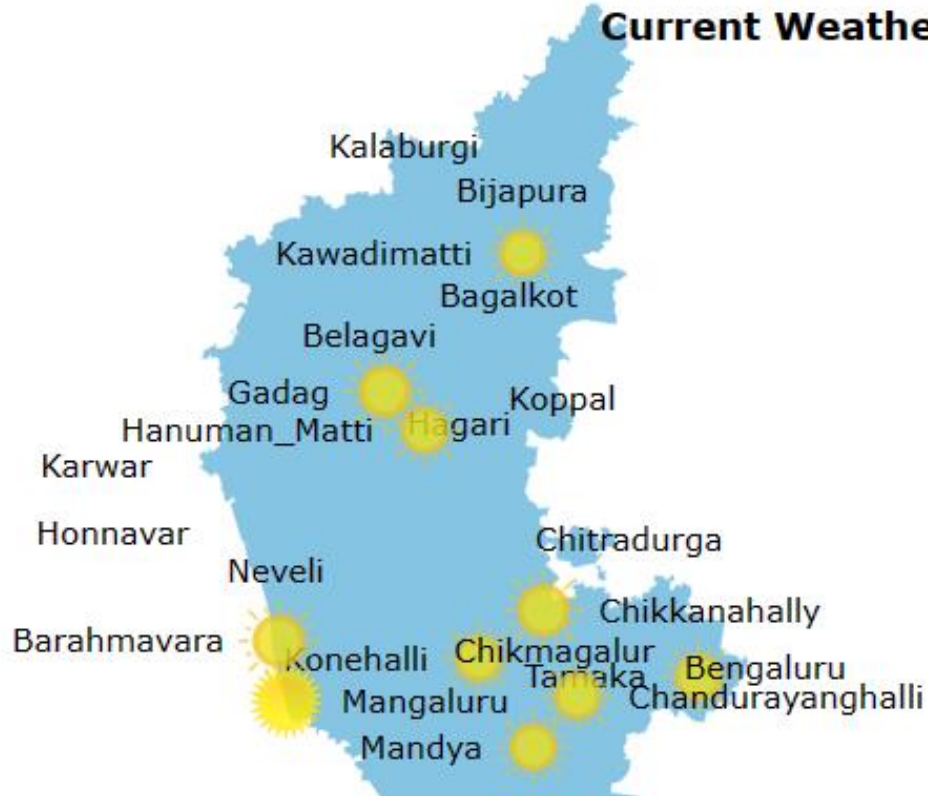 Current Weathe
Kalaburgi
Bijapura
Kawadimatti
Bagalkot
Belagavi
Gadag
Koppal
Hanuman_Matti
Hagari
Karwar
Honnavar
Chitradurga
Neveli
Chikkanahally
Barahmavara
Konehalli
Chikmagalur
Bengaluru
Tamaka
Mangaluru
Chandurayanghalli
Mandya